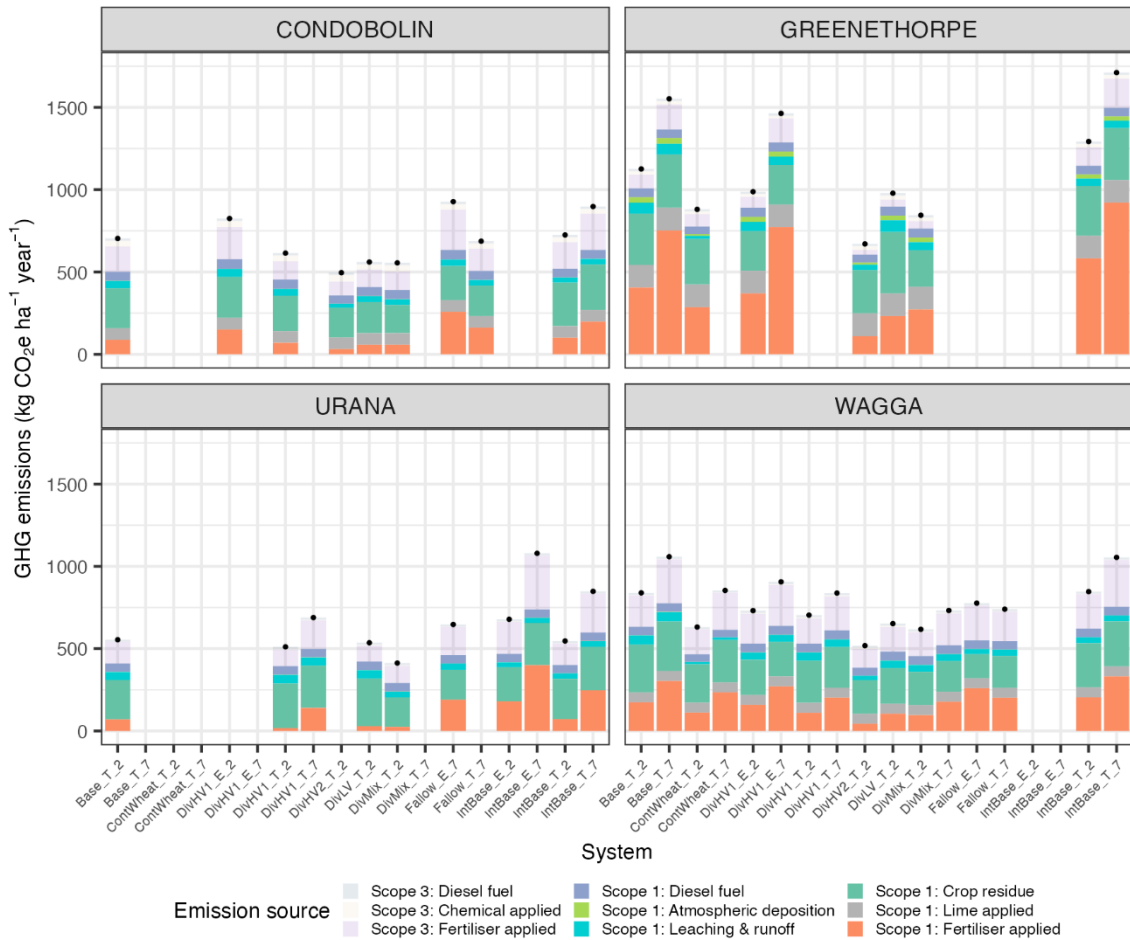 CONDOBOLIN
GREENETHORPE
1500
1000
500
0
URANA
WAGGA
1500
1000
500
0
GHG emissions (kg CO₂e ha⁻¹ year⁻¹)
Base_T_2
Base_T_7
ConWheat_T_2
ConWheat_T_7
DivHV1_E_2
DivHV1_E_7
DivHV1_T_2
DivHV1_T_7
DivHV2_T_2
DivLV_T_2
DivMix_T_2
DivMix_T_7
Fallow_E_7
Fallow_T_7
IntBase_E_2
IntBase_E_7
IntBase_T_2
IntBase_T_7
Base_T_2
Base_T_7
ConWheat_T_2
ConWheat_T_7
DivHV1_E_2
DivHV1_E_7
DivHV1_T_2
DivHV1_T_7
DivHV2_T_2
DivLV_T_2
DivMix_T_2
DivMix_T_7
Fallow_E_7
Fallow_T_7
IntBase_E_2
IntBase_E_7
IntBase_T_2
IntBase_T_7
System
Emission source
Scope 3: Diesel fuel
Scope 3: Chemical applied
Scope 3: Fertiliser applied
Scope 1: Diesel fuel
Scope 1: Atmospheric deposition
Scope 1: Leaching & runoff
Scope 1: Crop residue
Scope 1: Lime applied
Scope 1: Fertiliser applied